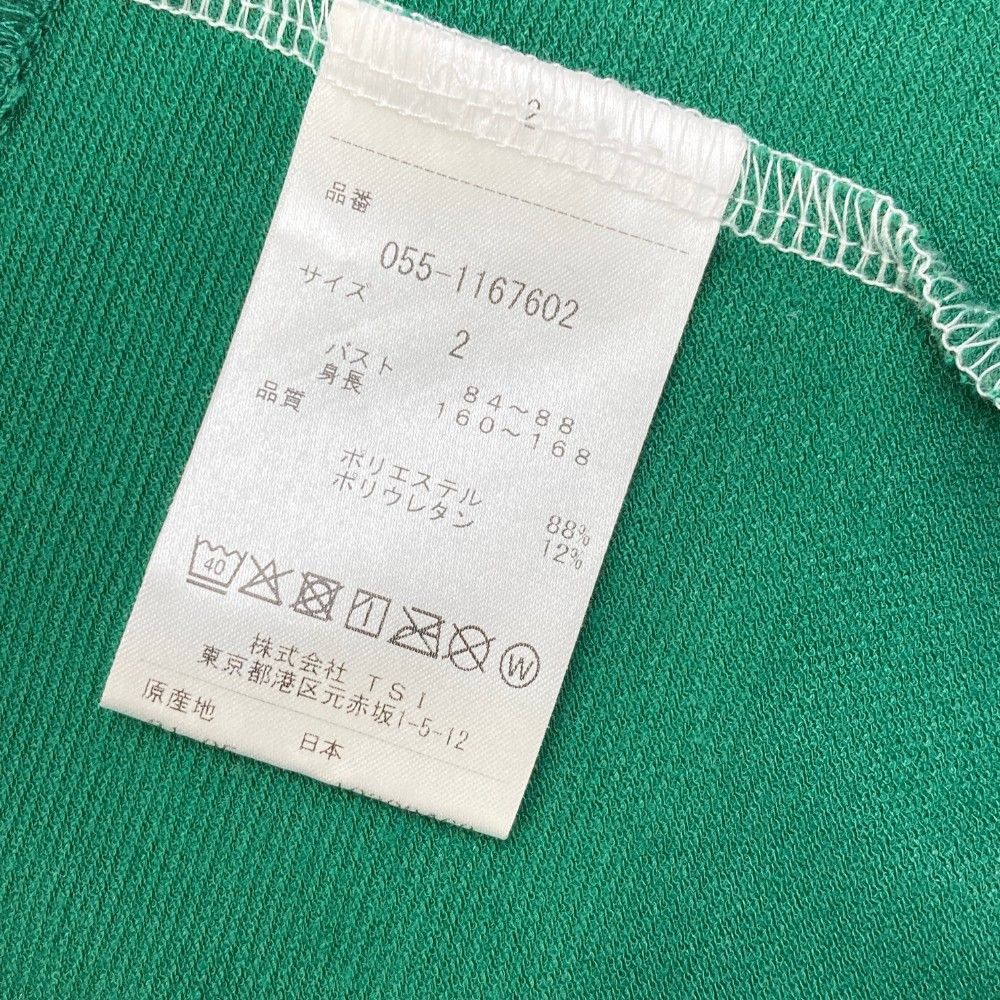 2
品番
055-1167602
サイズ
2
バスト 84~88
身長 160~168
品質
ポリエステル 88%
ポリウレタン 12%
40
W
株式会社 TSI
東京都港区元赤坂1-5-12
原産地 日本